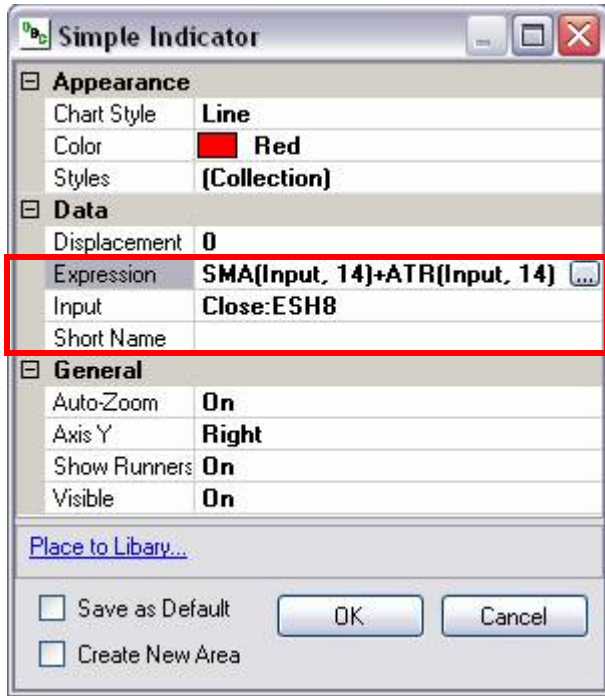 Simple Indicator
Appearance
Chart Style Line
Color Red
Styles (Collection)
Data
Displacement 0
Expression SMA(Input, 14)+ATR(Input, 14) ...
Input Close:ESH8
Short Name
General
Auto-Zoom On
Axis Y Right
Show Runners On
Visible On
Place to Libary...
Save as Default OK Cancel
Create New Area